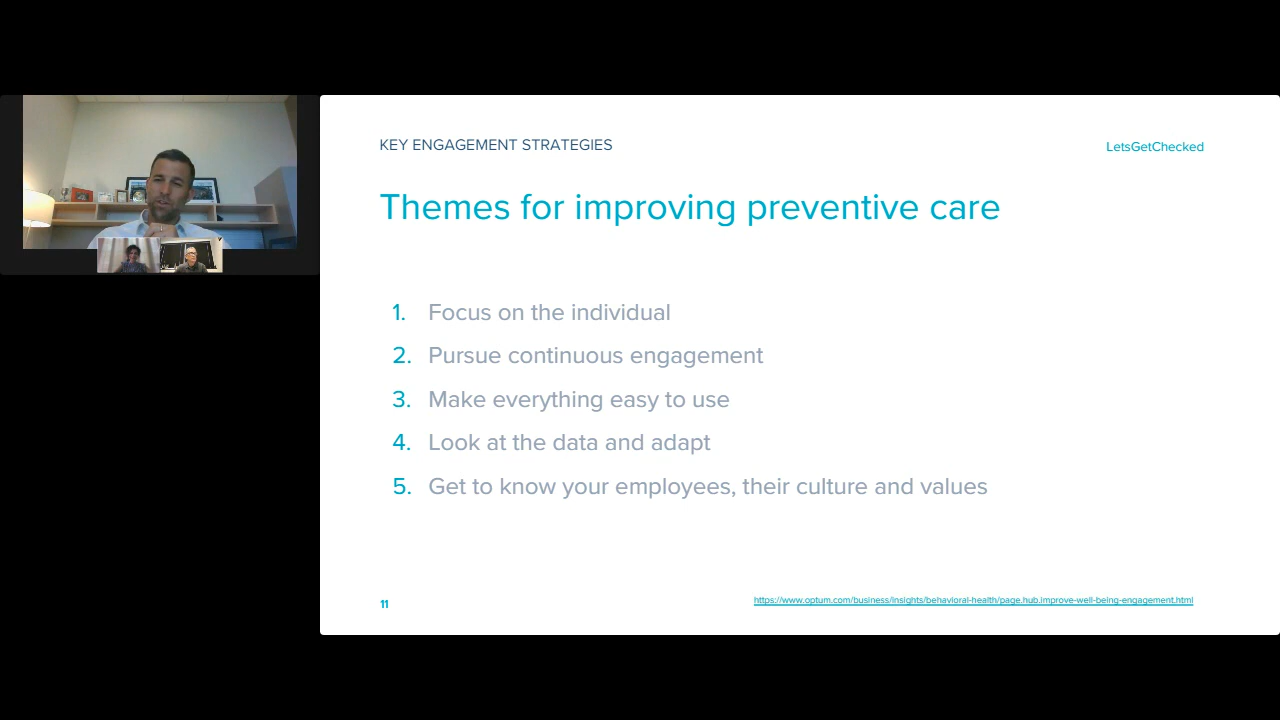 KEY ENGAGEMENT STRATEGIES
LetsGetChecked
Themes for improving preventive care
1. Focus on the individual
2. Pursue continuous engagement
3. Make everything easy to use
4. Look at the data and adapt
5. Get to know your employees, their culture and values
11
https://www.optum.com/business/insights/behavioral-health/page.hub.improve-well-being-engagement.html